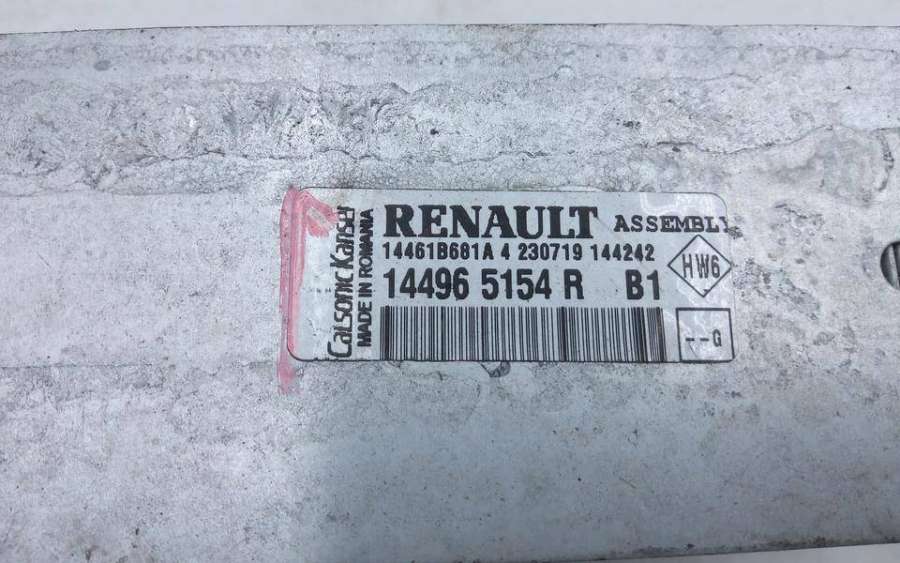 Calsonic Kansei
MADE IN ROMANIA
RENAULT ASSEMBLY
14461B681A 4 230719 144242
14496 5154 R B1
HW6
--G